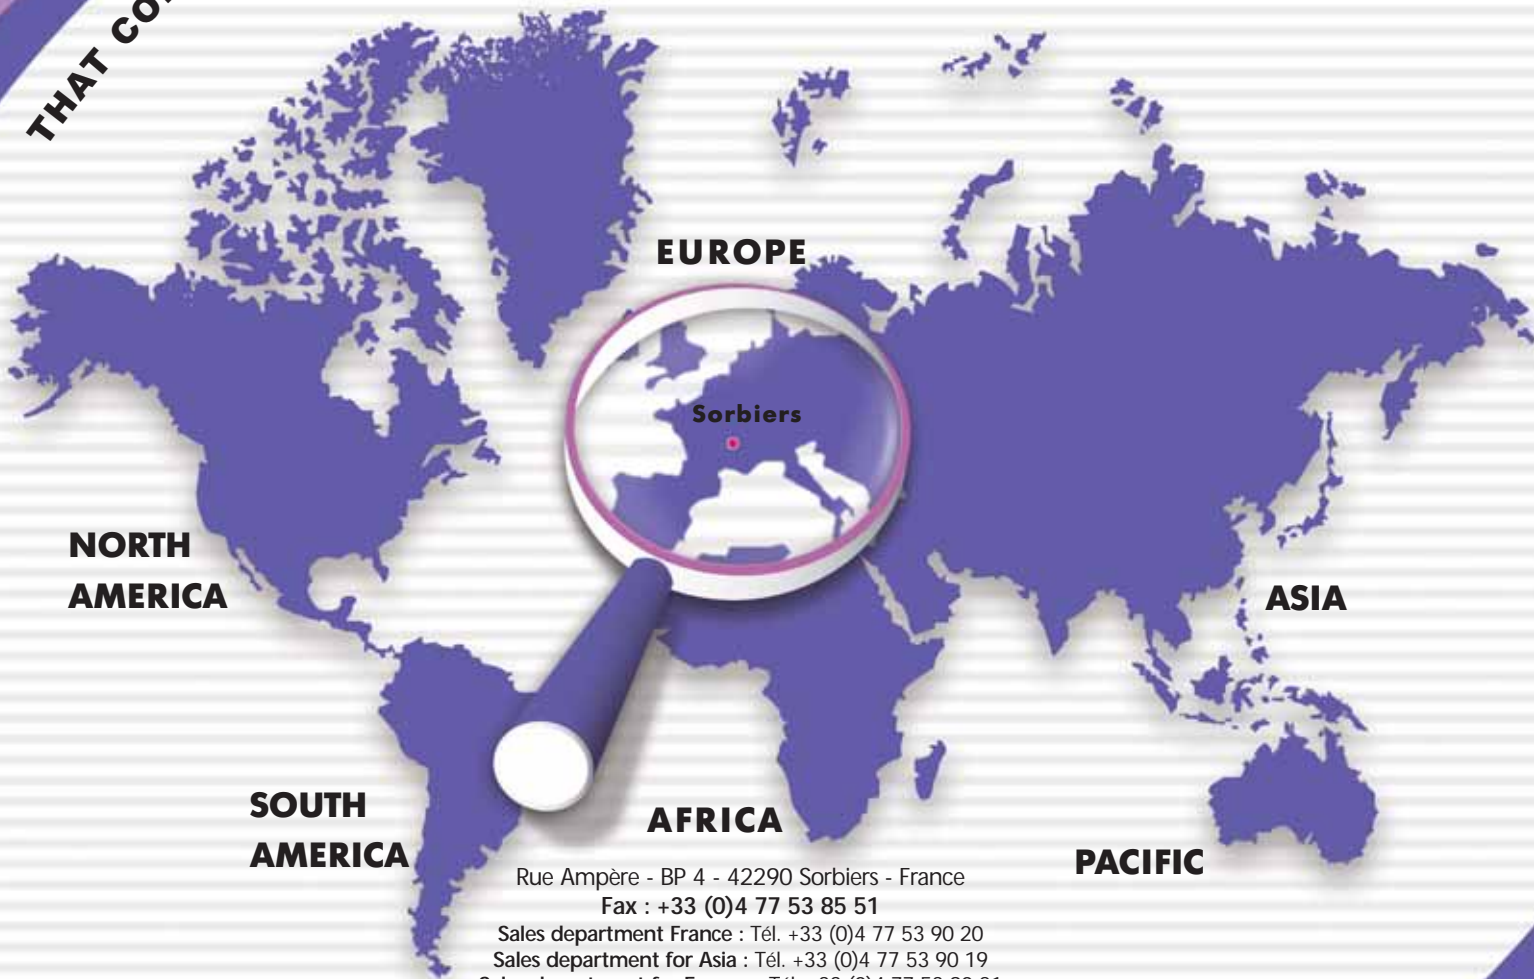 THAT
EUROPE
Sorbiers
NORTH
AMERICA
ASIA
SOUTH
AMERICA
AFRICA
PACIFIC
Rue Ampère - BP 4 - 42290 Sorbiers - France
Fax : +33 (0)4 77 53 85 51
Sales department France : Tél. +33 (0)4 77 53 90 20
Sales department for Asia : Tél. +33 (0)4 77 53 90 19